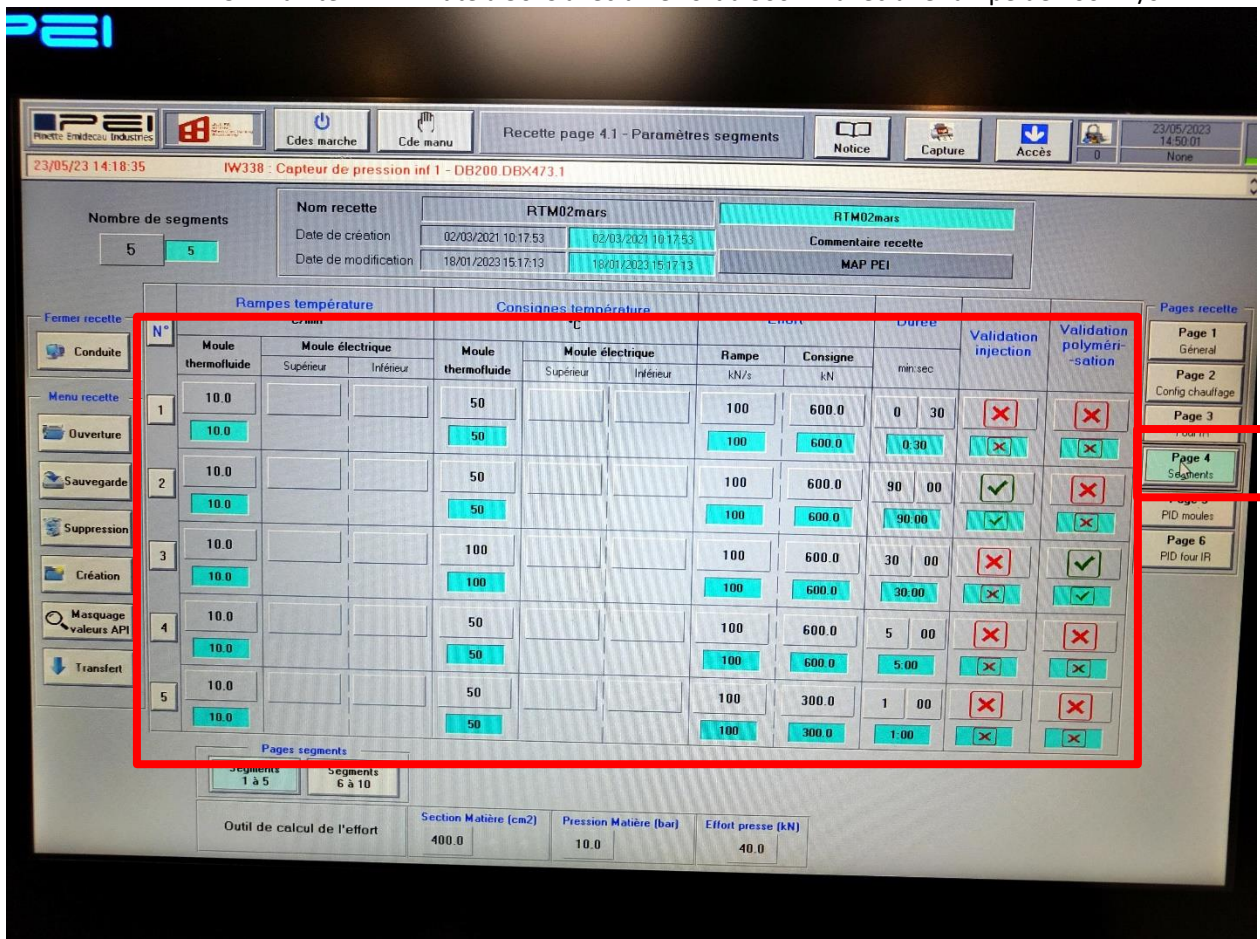 PEI
PEI
Pinette Emidecau Industries
Cdes marche
Cde manu
Recette page 4.1 - Paramètres segments
Notice
Capture
Accès
0
23/05/2023
14:50:01
None
23/05/23 14:18:35 IW338 : Capteur de pression inf 1 - DB200.DBX473.1
Nombre de segments
5 5
Nom recette RTM02mars RTM02mars
Date de création 02/03/2021 10:17:53 02/03/2021 10:17:53 Commentaire recette
Date de modification 18/01/2023 15:17:13 18/01/2023 15:17:13 MAP PEI
Fermer recette
Conduite
Menu recette
Ouverture
Sauvegarde
Suppression
Création
Masquage valeurs API
Transfert
Rampes température Consignes température Effort Durée Validation injection Validation polyméri-sation
N° °C
Moule thermofluide Moule électrique Moule thermofluide Moule électrique Rampe Consigne
Supérieur Inférieur Supérieur Inférieur kN/s kN min:sec
1 10.0 50 100 600.0 0 30
10.0 50 100 600.0 0:30
2 10.0 50 100 600.0 90 00
10.0 50 100 600.0 90:00
3 10.0 100 100 600.0 30 00
10.0 100 100 600.0 30:00
4 10.0 50 100 600.0 5 00
10.0 50 100 600.0 5:00
5 10.0 50 100 300.0 1 00
10.0 50 100 300.0 1:00
Pages recette
Page 1
Géneral
Page 2
Config chauffage
Page 3
Page 4
Segments
PID moules
Page 6
PID four IR
Pages segments
Segments 1 à 5
Segments 6 à 10
Outil de calcul de l'effort
Section Matière (cm2) Pression Matière (bar) Effort presse (kN)
400.0 10.0 40.0